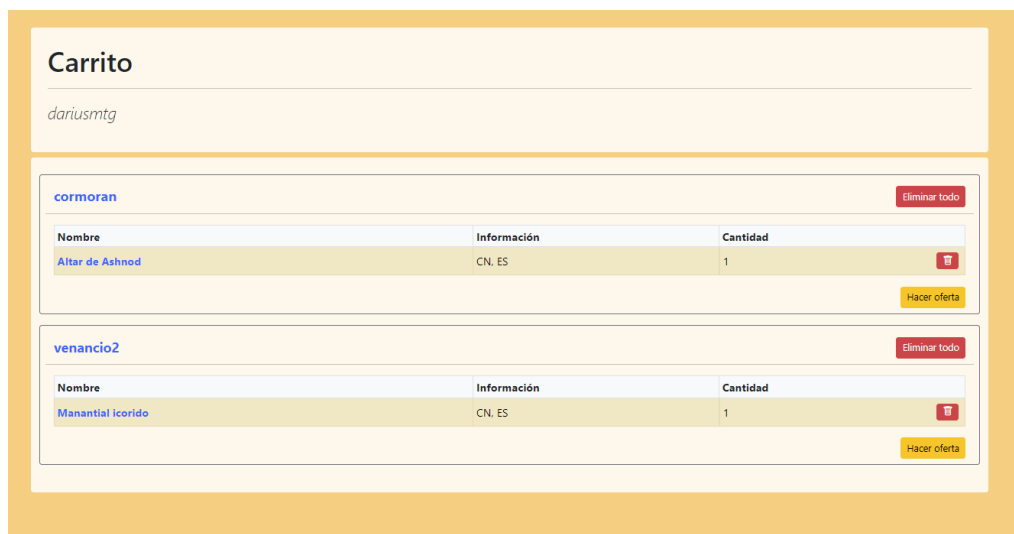 Carrito
dariusmtg
cormoran Eliminar todo
Nombre Información Cantidad
Altar de Ashnod CN, ES 1
Hacer oferta
venancio2 Eliminar todo
Nombre Información Cantidad
Manantial icorido CN, ES 1
Hacer oferta